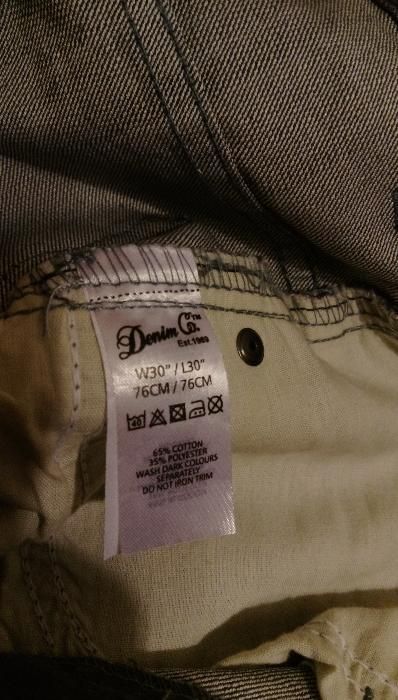 Denim Co.™
Est.1969
W30" / L30"
76CM / 76CM
40
65% COTTON
35% POLYESTER
WASH DARK COLOURS
SEPARATELY
DO NOT IRON TRIM